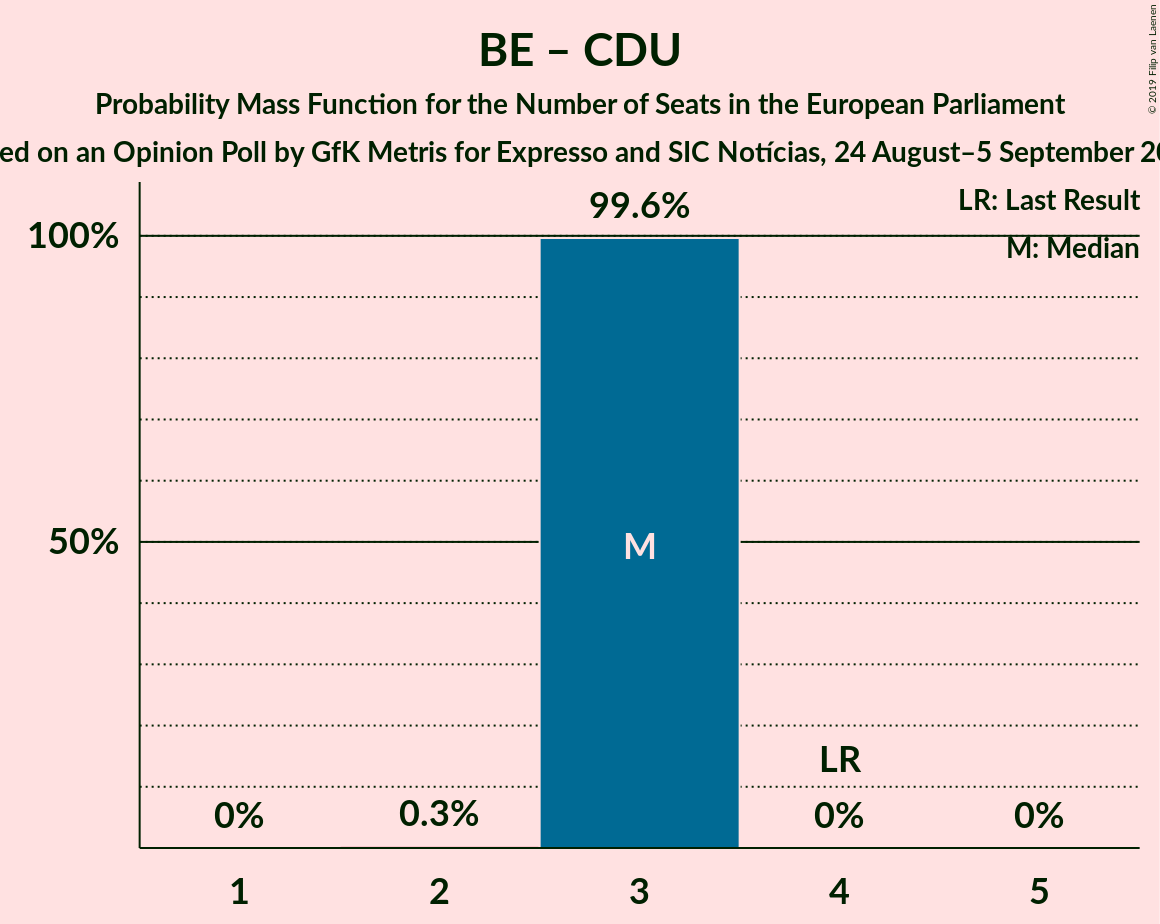 BE – CDU
Probability Mass Function for the Number of Seats in the European Parliament
ed on an Opinion Poll by GfK Metris for Expresso and SIC Notícias, 24 August–5 September 20
© 2019 Filip van Laenen
LR: Last Result
M: Median
99.6%
100%
50%
M
LR
0%
0.3%
0%
0%
1 2 3 4 5